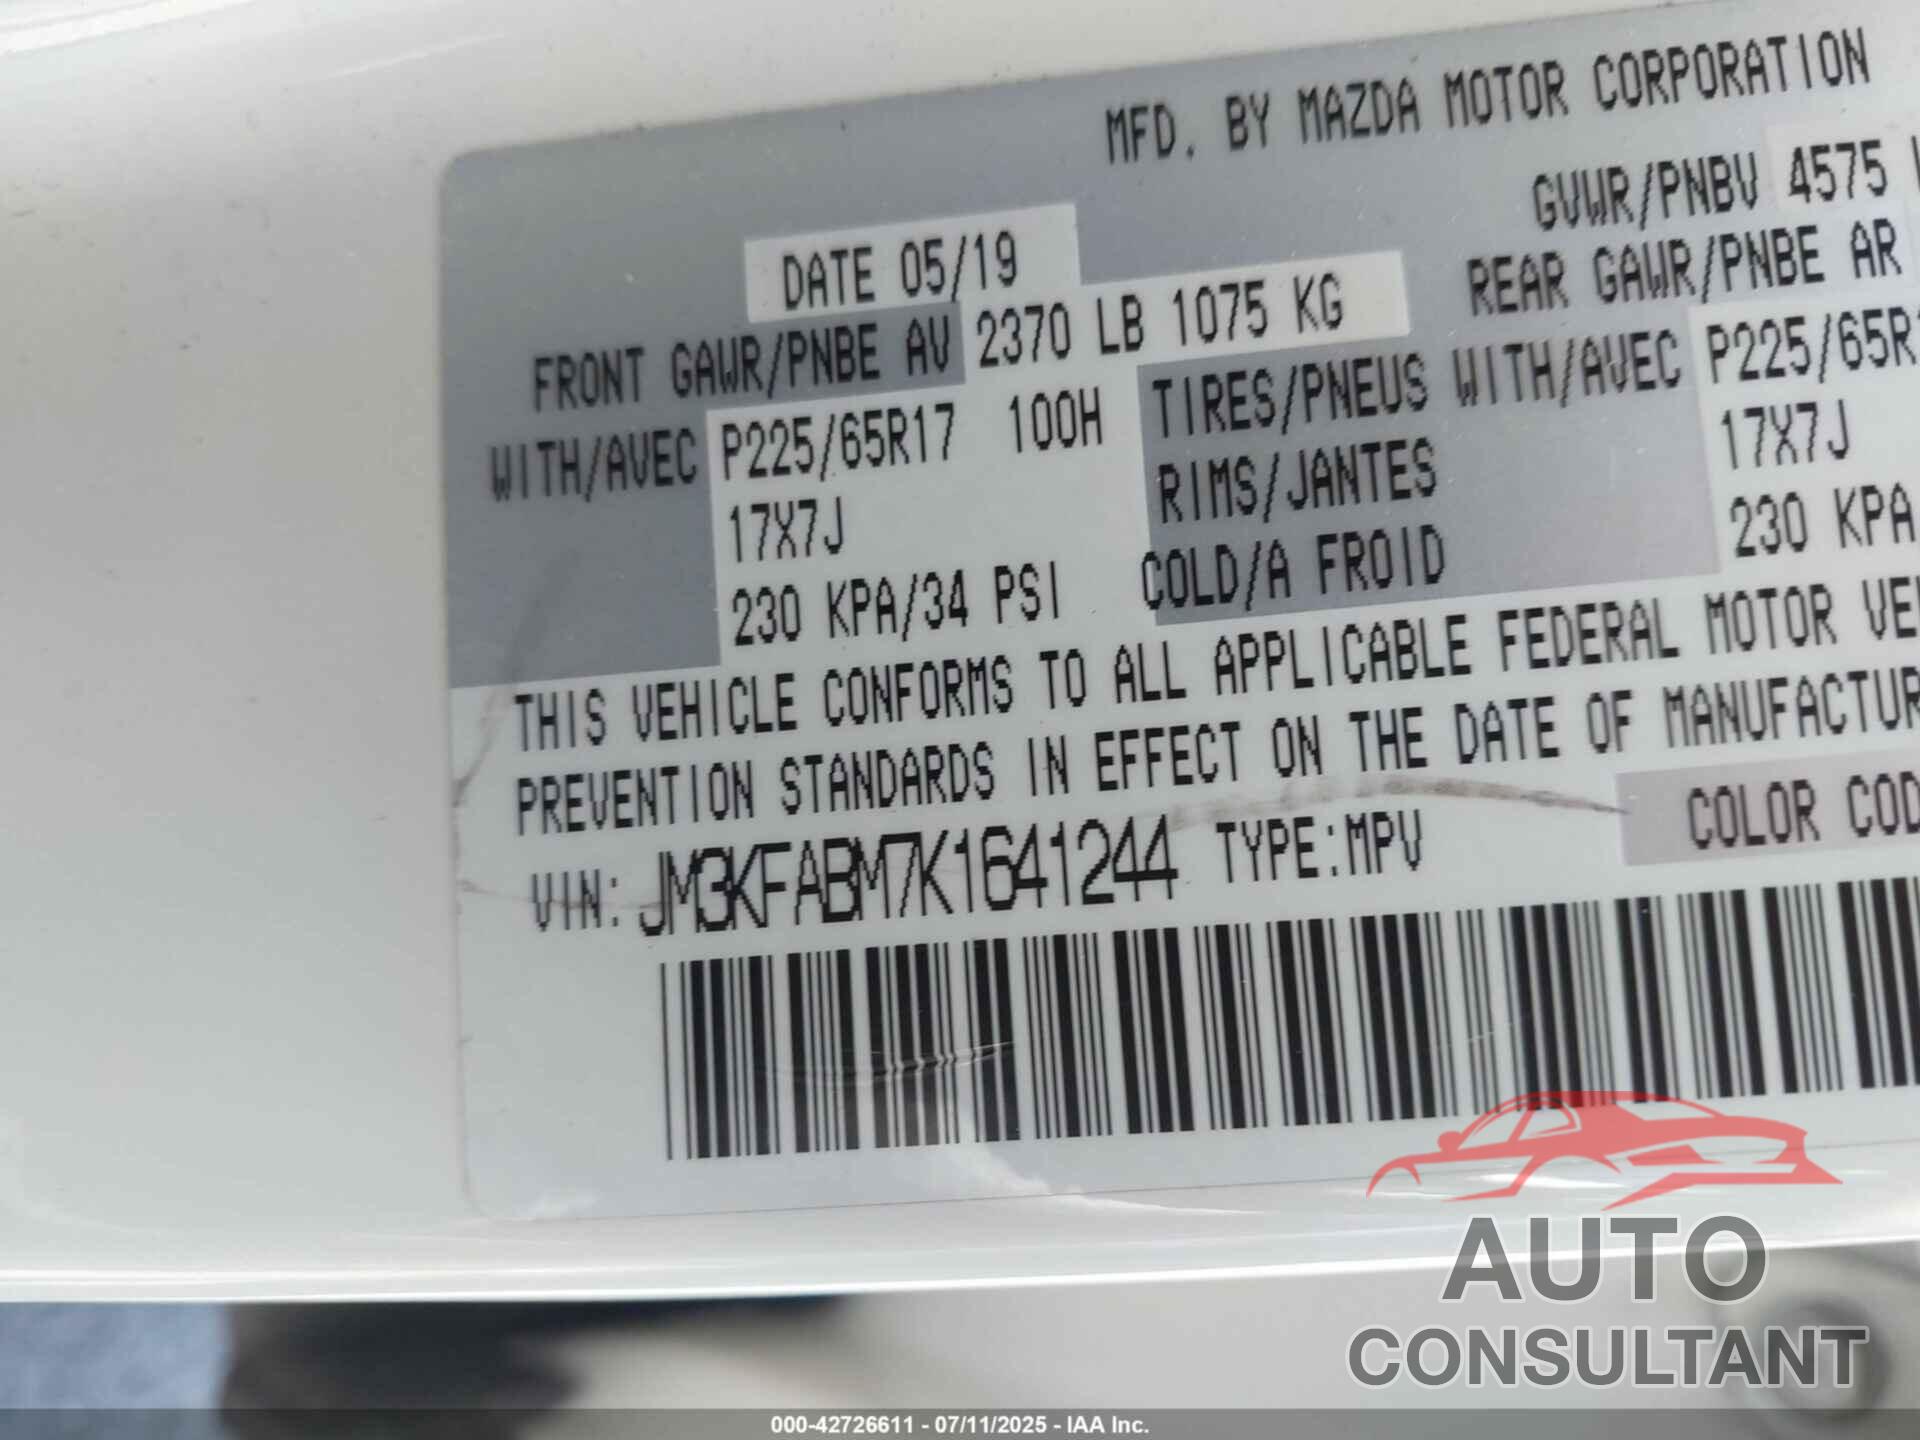 MFD. BY MAZDA MOTOR CORPORATION
GVWR/PNBV 4575
DATE 05/19
FRONT GAWR/PNBE AV 2370 LB 1075 KG REAR GAWR/PNBE AR
WITH/AVEC P225/65R17 100H TIRES/PNEUS WITH/AVEC P225/65R
17X7J RIMS/JANTES 17X7J
230 KPA/34 PSI COLD/A FROID 230 KPA
THIS VEHICLE CONFORMS TO ALL APPLICABLE FEDERAL MOTOR VE
PREVENTION STANDARDS IN EFFECT ON THE DATE OF MANUFACTUR
VIN: JM3KFABM7K1641244 TYPE:MPV COLOR COD
AUTO
CONSULTANT
000-42726611 - 07/11/2025 - IAA Inc.